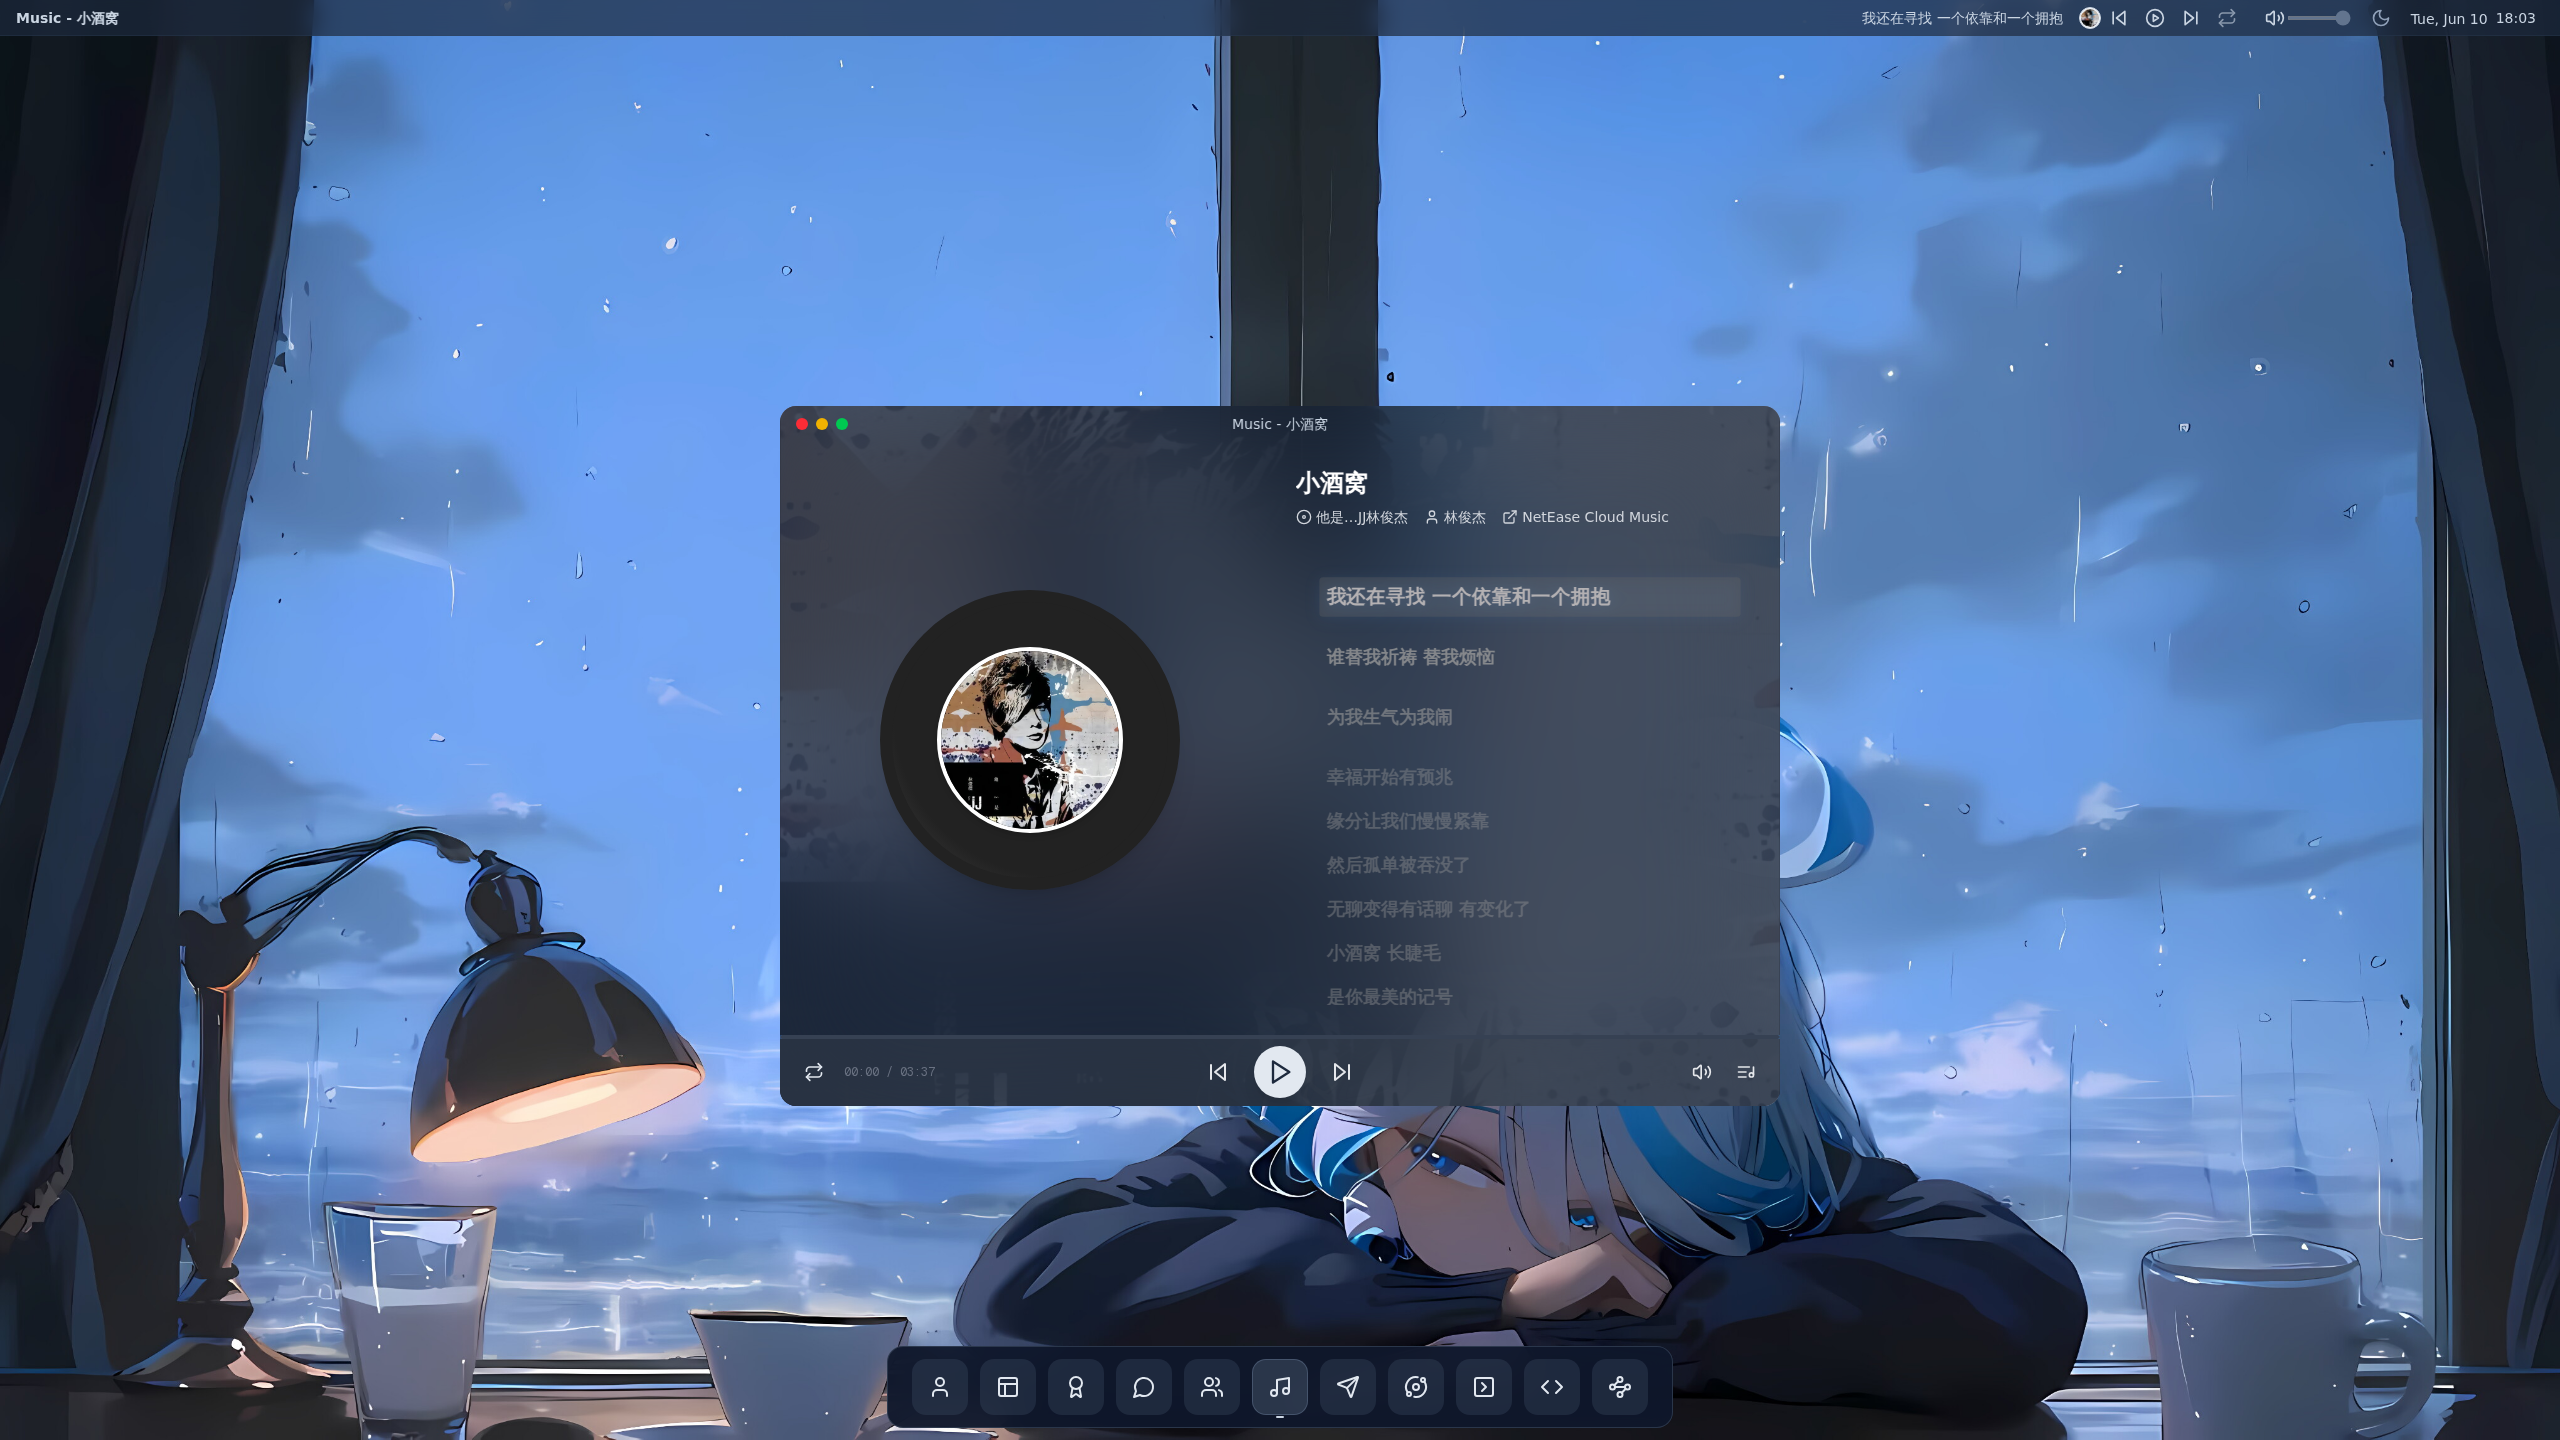 Music - 小酒窝
我还在寻找 一个依靠和一个拥抱
Tue, Jun 10 18:03
Music - 小酒窝
小酒窝
他是...JJ林俊杰 林俊杰 NetEase Cloud Music
我还在寻找 一个依靠和一个拥抱
谁替我祈祷 替我烦恼
为我生气为我闹
幸福开始有预兆
缘分让我们慢慢紧靠
然后孤单被吞没了
无聊变得有话聊 有变化了
小酒窝 长睫毛
是你最美的记号
JJ
00:00 / 03:37